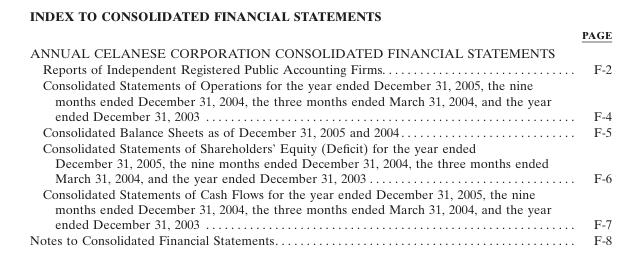 INDEX TO CONSOLIDATED FINANCIAL STATEMENTS
PAGE
ANNUAL CELANESE CORPORATION CONSOLIDATED FINANCIAL STATEMENTS
Reports of Independent Registered Public Accounting Firms. . . . . . . . . . . . . . . . . . . . . . . . . . . . . . F-2
Consolidated Statements of Operations for the year ended December 31, 2005, the nine
months ended December 31, 2004, the three months ended March 31, 2004, and the year
ended December 31, 2003 . . . . . . . . . . . . . . . . . . . . . . . . . . . . . . . . . . . . . . . . . . . . . . . . . . . . . . . . . F-4
Consolidated Balance Sheets as of December 31, 2005 and 2004. . . . . . . . . . . . . . . . . . . . . . . . . . . F-5
Consolidated Statements of Shareholders' Equity (Deficit) for the year ended
December 31, 2005, the nine months ended December 31, 2004, the three months ended
March 31, 2004, and the year ended December 31, 2003 . . . . . . . . . . . . . . . . . . . . . . . . . . . . . . . . F-6
Consolidated Statements of Cash Flows for the year ended December 31, 2005, the nine
months ended December 31, 2004, the three months ended March 31, 2004, and the year
ended December 31, 2003 . . . . . . . . . . . . . . . . . . . . . . . . . . . . . . . . . . . . . . . . . . . . . . . . . . . . . . . . . F-7
Notes to Consolidated Financial Statements. . . . . . . . . . . . . . . . . . . . . . . . . . . . . . . . . . . . . . . . . . . . . . F-8